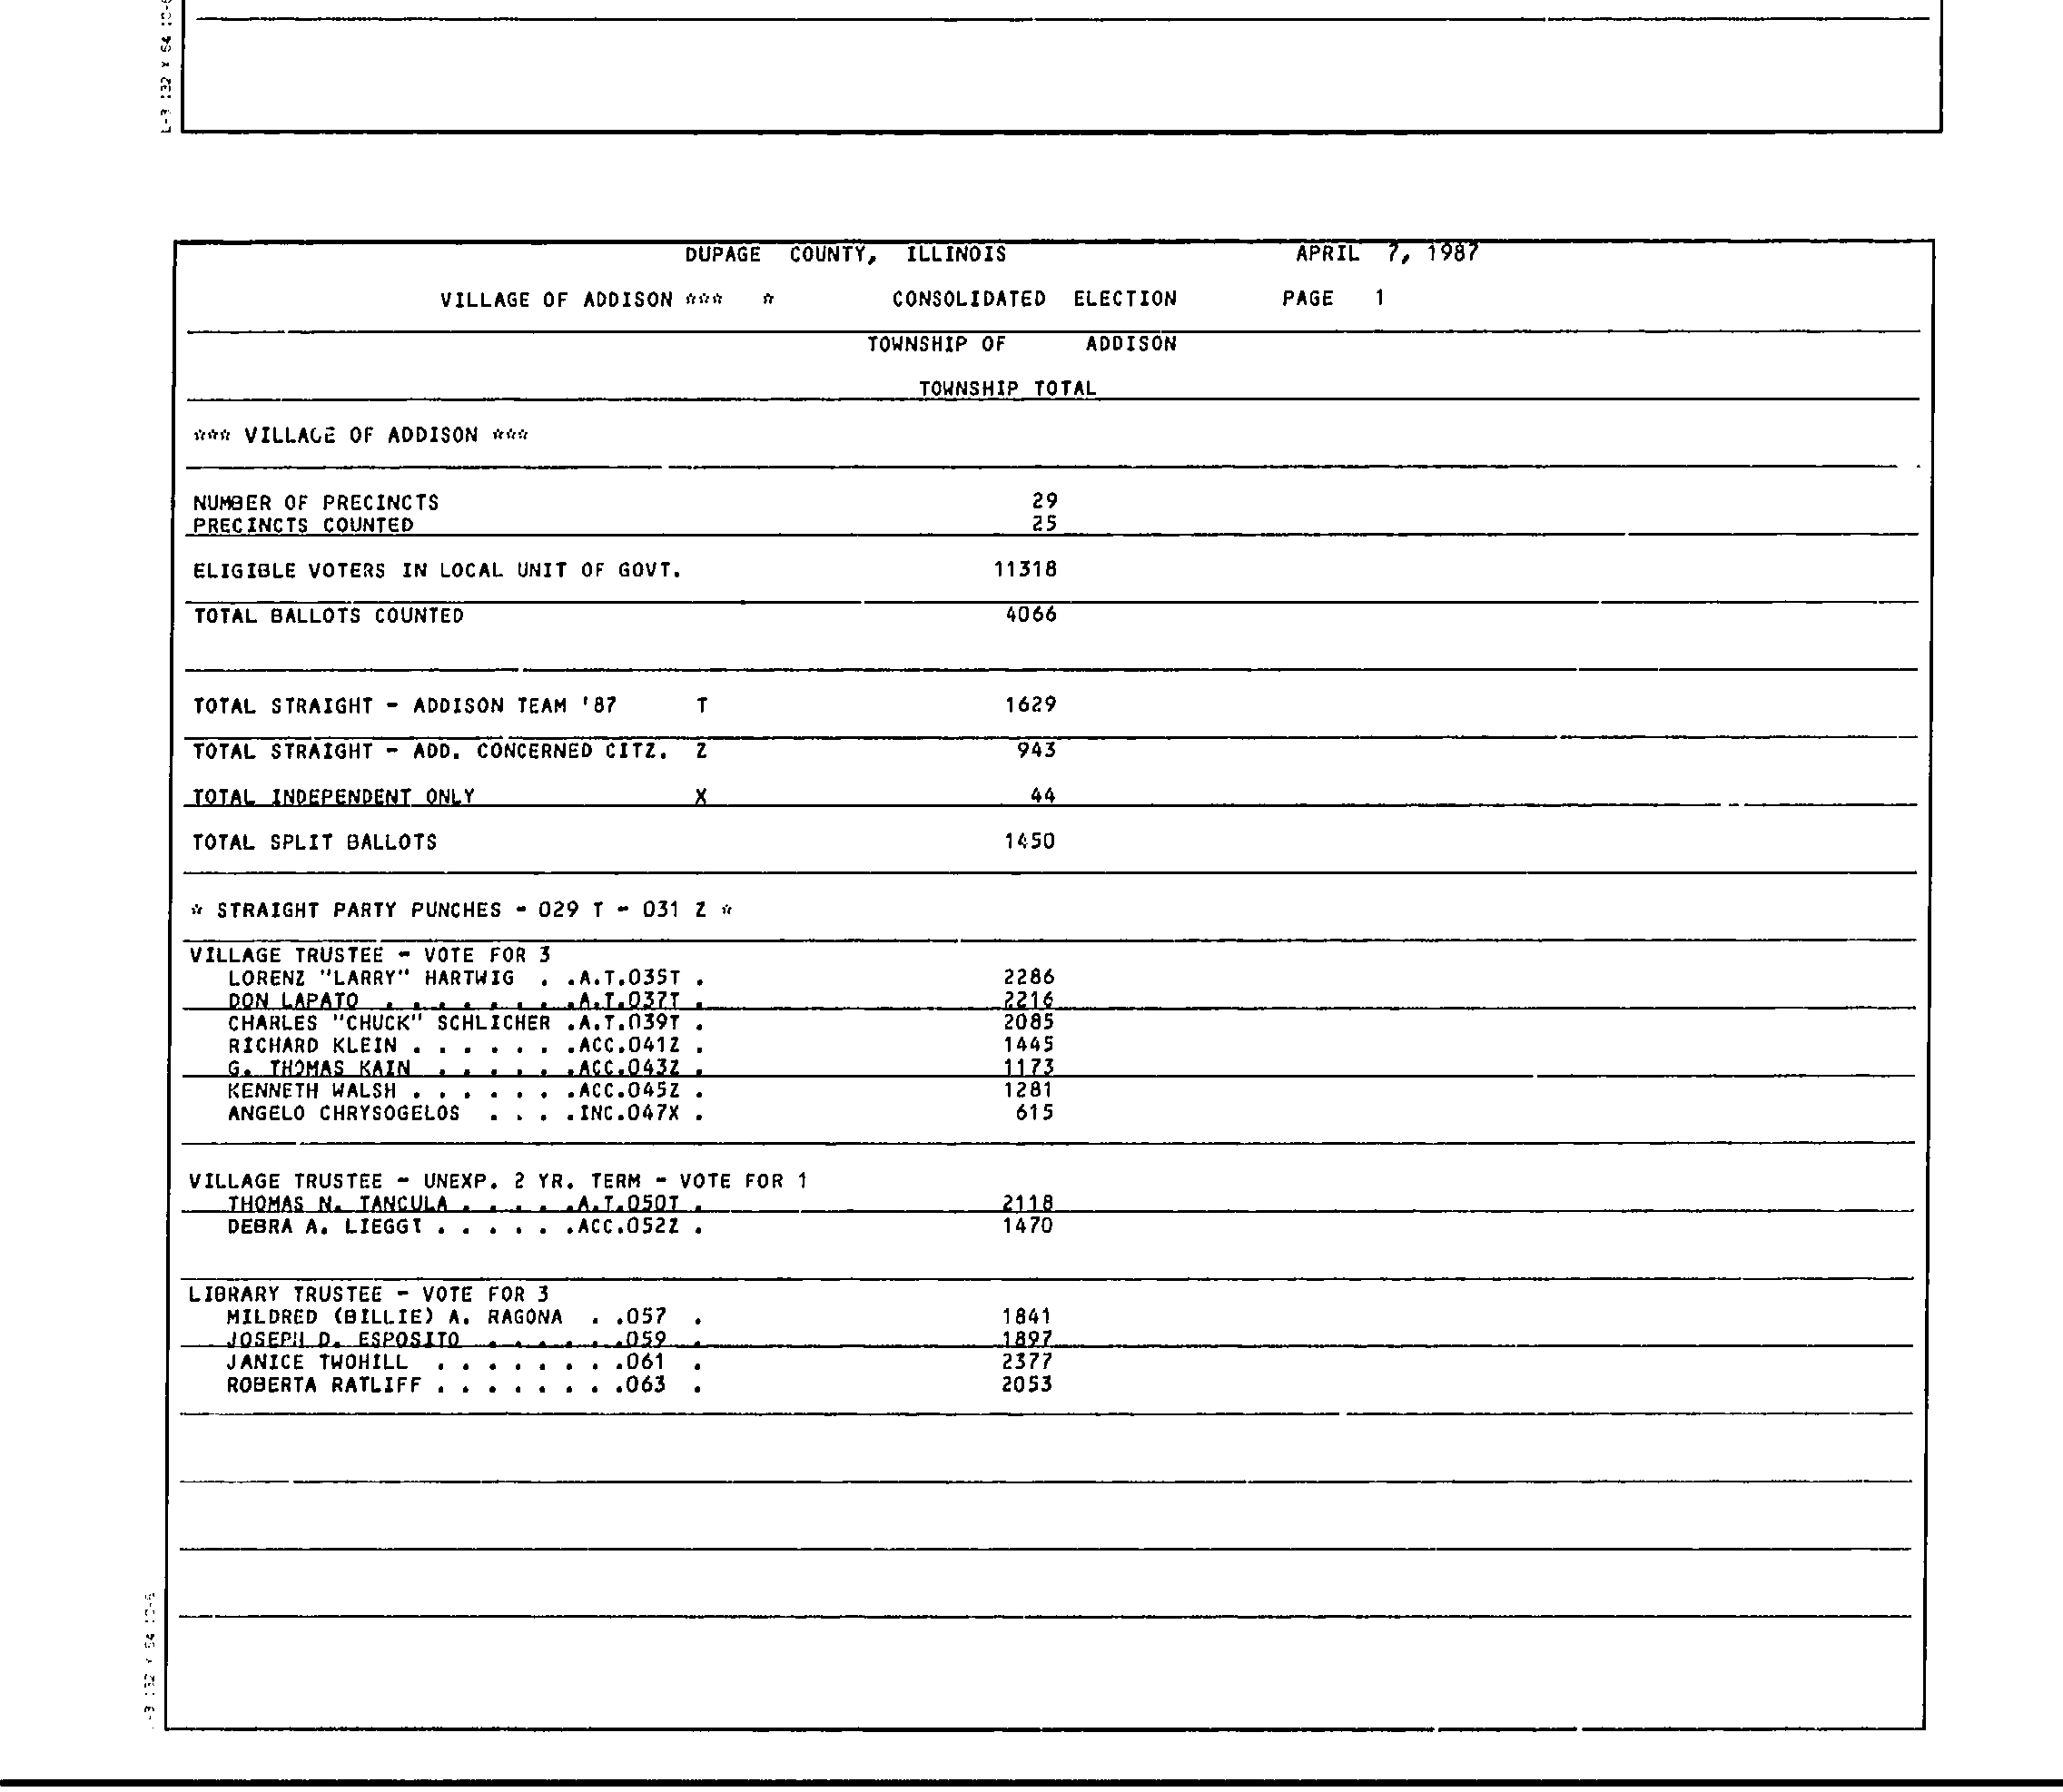 L-3 132 Y 64 10-6
DUPAGE COUNTY, ILLINOIS APRIL 7, 1987
VILLAGE OF ADDISON *** * CONSOLIDATED ELECTION PAGE 1
TOWNSHIP OF ADDISON
TOWNSHIP TOTAL
*** VILLAGE OF ADDISON ***
NUMBER OF PRECINCTS 29
PRECINCTS COUNTED 25
ELIGIBLE VOTERS IN LOCAL UNIT OF GOVT. 11318
TOTAL BALLOTS COUNTED 4066
TOTAL STRAIGHT - ADDISON TEAM '87 T 1629
TOTAL STRAIGHT - ADD. CONCERNED CITZ. Z 943
TOTAL INDEPENDENT ONLY X 44
TOTAL SPLIT BALLOTS 1450
* STRAIGHT PARTY PUNCHES - 029 T - 031 Z *
VILLAGE TRUSTEE - VOTE FOR 3
LORENZ "LARRY" HARTWIG . .A.T.035T . 2286
DON LAPATO . . . . . . . .A.T.037T . 2216
CHARLES "CHUCK" SCHLICHER .A.T.039T . 2085
RICHARD KLEIN . . . . . . .ACC.041Z . 1445
G. THOMAS KAIN . . . . . .ACC.043Z . 1173
KENNETH WALSH . . . . . . .ACC.045Z . 1281
ANGELO CHRYSOGELOS . . . .INC.047X . 615
VILLAGE TRUSTEE - UNEXP. 2 YR. TERM - VOTE FOR 1
THOMAS N. TANCULA . . . . .A.T.050T . 2118
DEBRA A. LIEGGI . . . . . .ACC.052Z . 1470
LIBRARY TRUSTEE - VOTE FOR 3
MILDRED (BILLIE) A. RAGONA . .057 . 1841
JOSEPH D. ESPOSITO . . . . . .059 . 1897
JANICE TWOHILL . . . . . . . .061 . 2377
ROBERTA RATLIFF . . . . . . . .063 . 2053